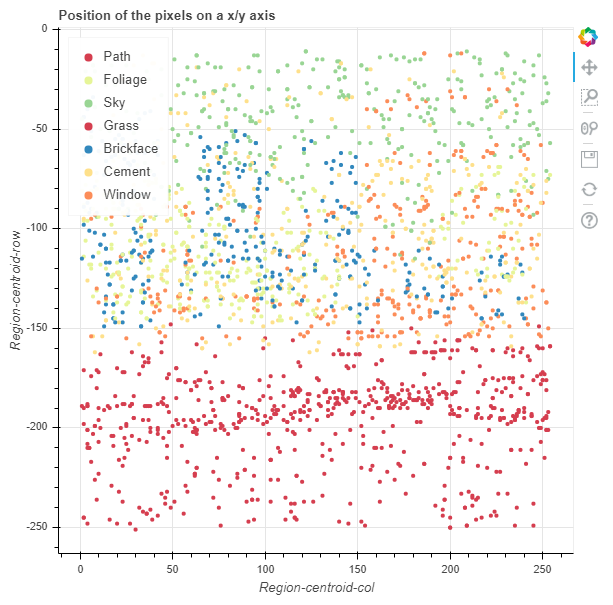 Position of the pixels on a x/y axis
Path
Foliage
Sky
Grass
Brickface
Cement
Window
0
-50
-100
-150
-200
-250
Region-centroid-row
0
50
100
150
200
250
Region-centroid-col